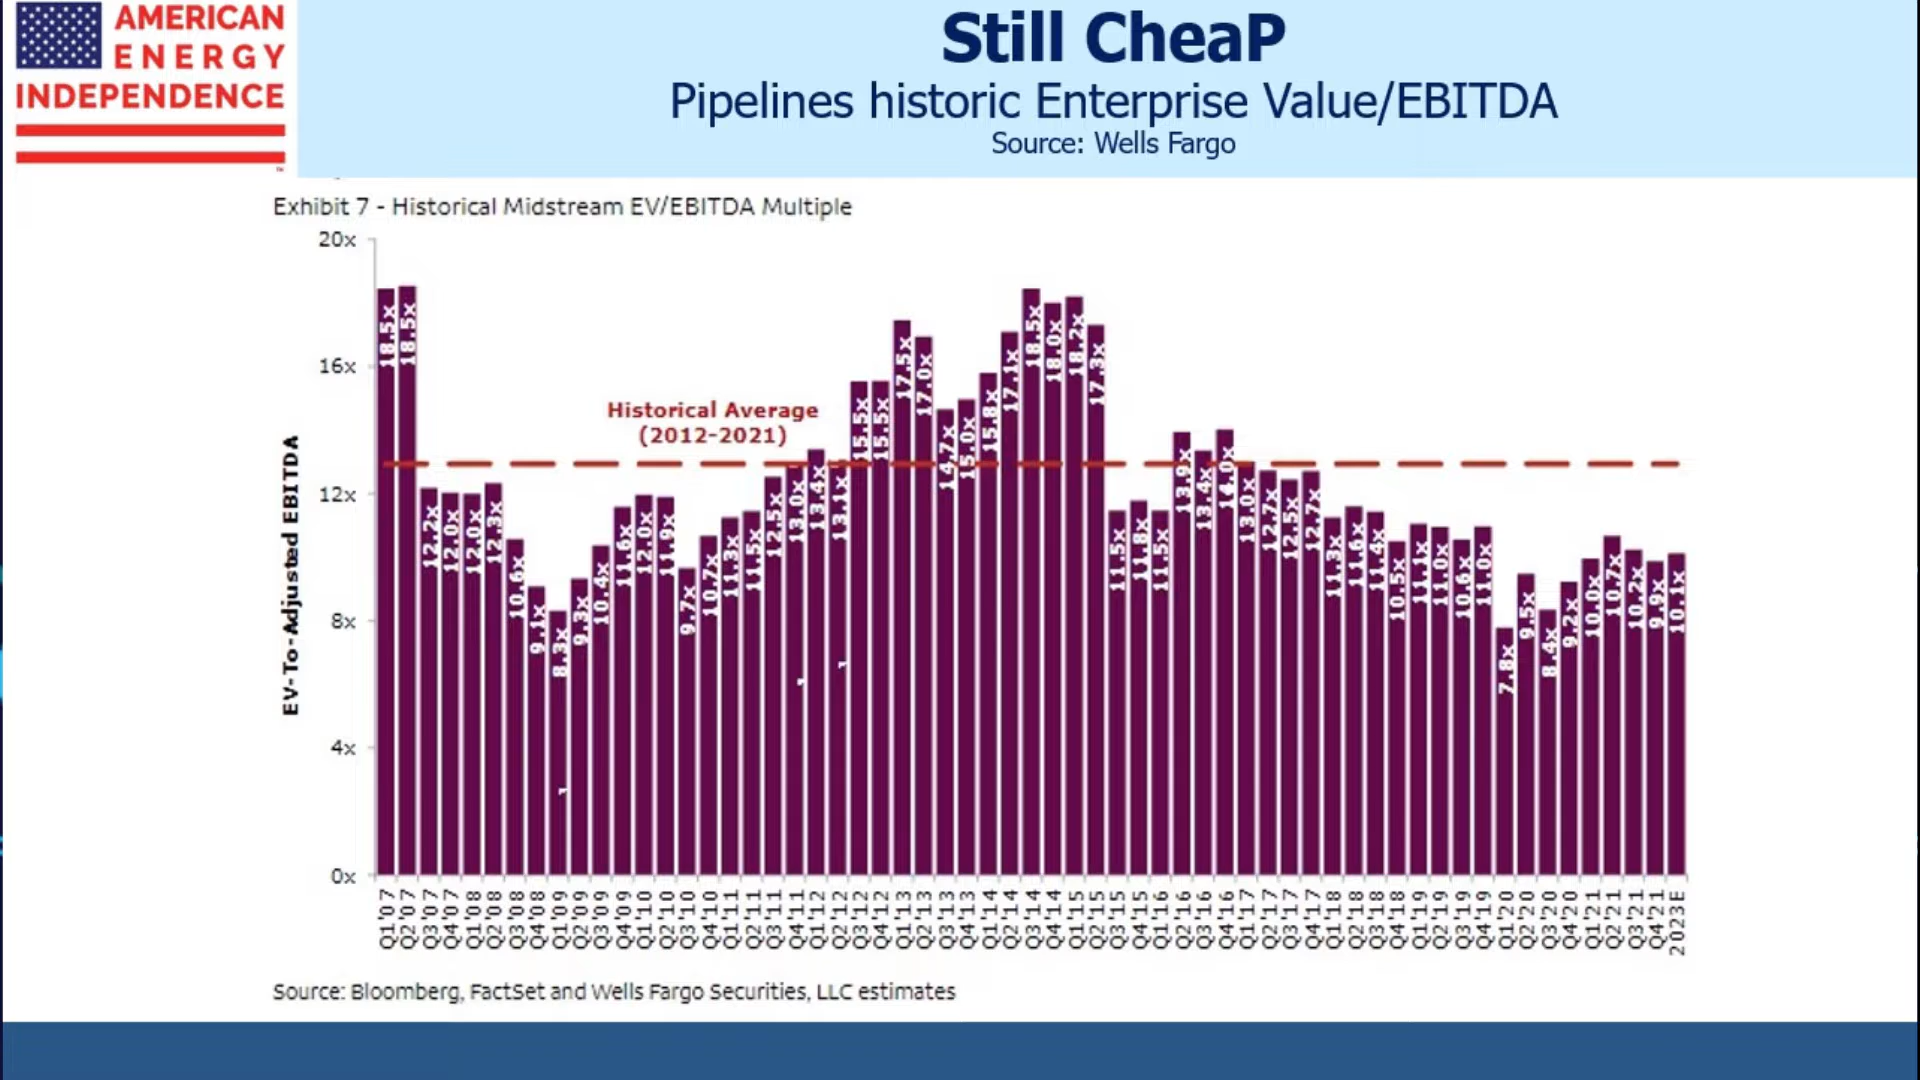 AMERICAN
ENERGY
INDEPENDENCE
Still CheaP
Pipelines historic Enterprise Value/EBITDA
Source: Wells Fargo
Exhibit 7 - Historical Midstream EV/EBITDA Multiple
EV-To-Adjusted EBITDA
20x
16x
12x
8x
4x
0x
Historical Average
(2012-2021)
18.5x
18.5x
12.2x
12.0x
12.0x
12.3x
10.6x
9.1x
8.3x
9.3x
10.4x
11.6x
12.0x
11.9x
9.7x
10.7x
11.3x
11.5x
12.5x
13.0x
13.4x
13.1x
15.5x
15.5x
17.5x
17.0x
14.7x
15.0x
15.8x
17.1x
18.5x
18.0x
18.2x
17.3x
11.5x
11.8x
11.5x
13.9x
13.4x
14.0x
13.0x
12.7x
12.5x
12.7x
11.3x
11.6x
11.4x
10.5x
11.1x
11.0x
10.6x
11.0x
7.8x
9.5x
8.4x
9.2x
10.0x
10.7x
10.2x
9.9x
10.1x
Q1'07
Q2'07
Q3'07
Q4'07
Q1'08
Q2'08
Q3'08
Q4'08
Q1'09
Q2'09
Q3'09
Q4'09
Q1'10
Q2'10
Q3'10
Q4'10
Q1'11
Q2'11
Q3'11
Q4'11
Q1'12
Q2'12
Q3'12
Q4'12
Q1'13
Q2'13
Q3'13
Q4'13
Q1'14
Q2'14
Q3'14
Q4'14
Q1'15
Q2'15
Q3'15
Q4'15
Q1'16
Q2'16
Q3'16
Q4'16
Q1'17
Q2'17
Q3'17
Q4'17
Q1'18
Q2'18
Q3'18
Q4'18
Q1'19
Q2'19
Q3'19
Q4'19
Q1'20
Q2'20
Q3'20
Q4'20
Q1'21
Q2'21
Q3'21
Q4'21
2023E
Source: Bloomberg, FactSet and Wells Fargo Securities, LLC estimates